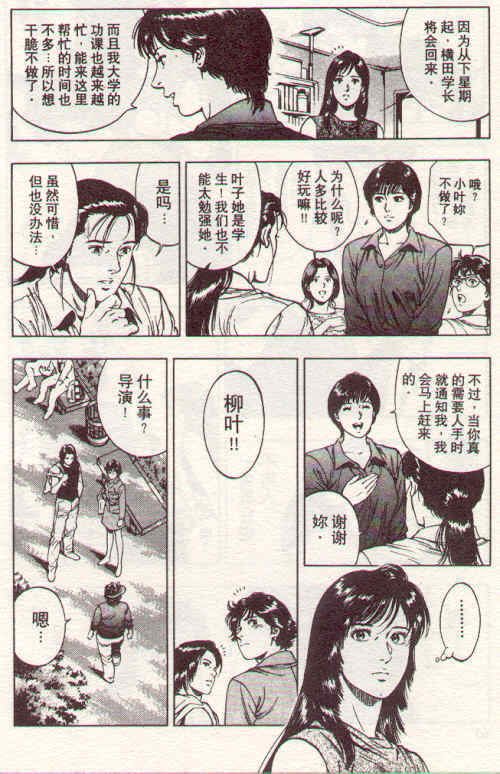 因为从下星期
起，横田学长
将会回来．
而且我大学的
功课也越来越
忙，能来这里
帮忙的时间也
不多…所以想
干脆不做了．
哦？
小叶妳
不做了？
为什么呢？
人多比较
好玩嘛!!
叶子她是学
生！我们也不
能太勉强她．
是吗…
虽然可惜，
但也没办法…
不过，当你真
的需要人手时
就通知我，我
会马上赶来
的．
谢谢
妳．
………
柳叶!!
什么事？
导演！
嗯…